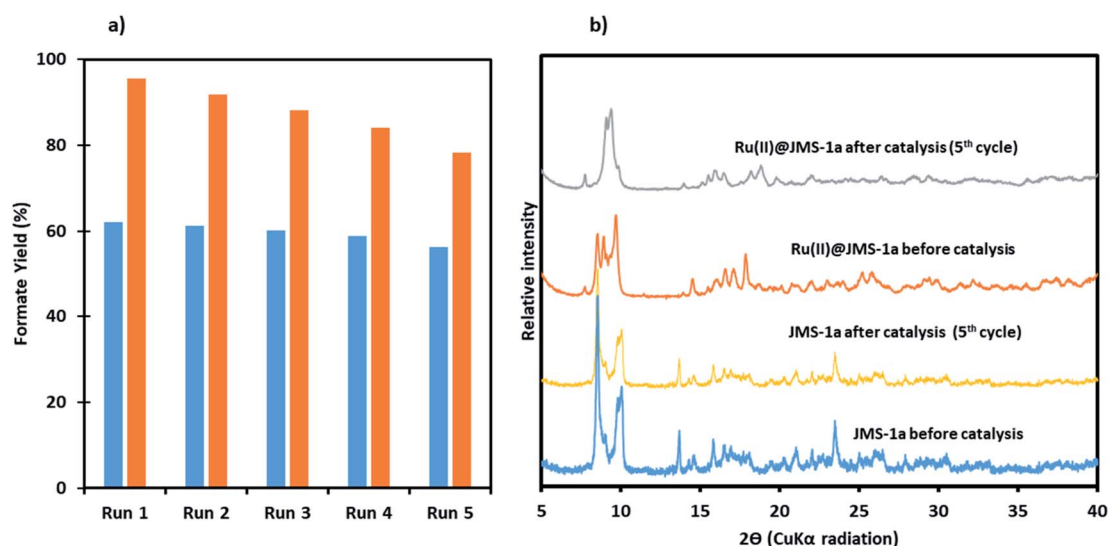 a)
Formate Yield (%)
100
80
60
40
20
0
Run 1 Run 2 Run 3 Run 4 Run 5
b)
Relative intensity
Ru(II)@JMS-1a after catalysis (5th cycle)
Ru(II)@JMS-1a before catalysis
JMS-1a after catalysis (5th cycle)
JMS-1a before catalysis
5 10 15 20 25 30 35 40
2Θ (CuKα radiation)